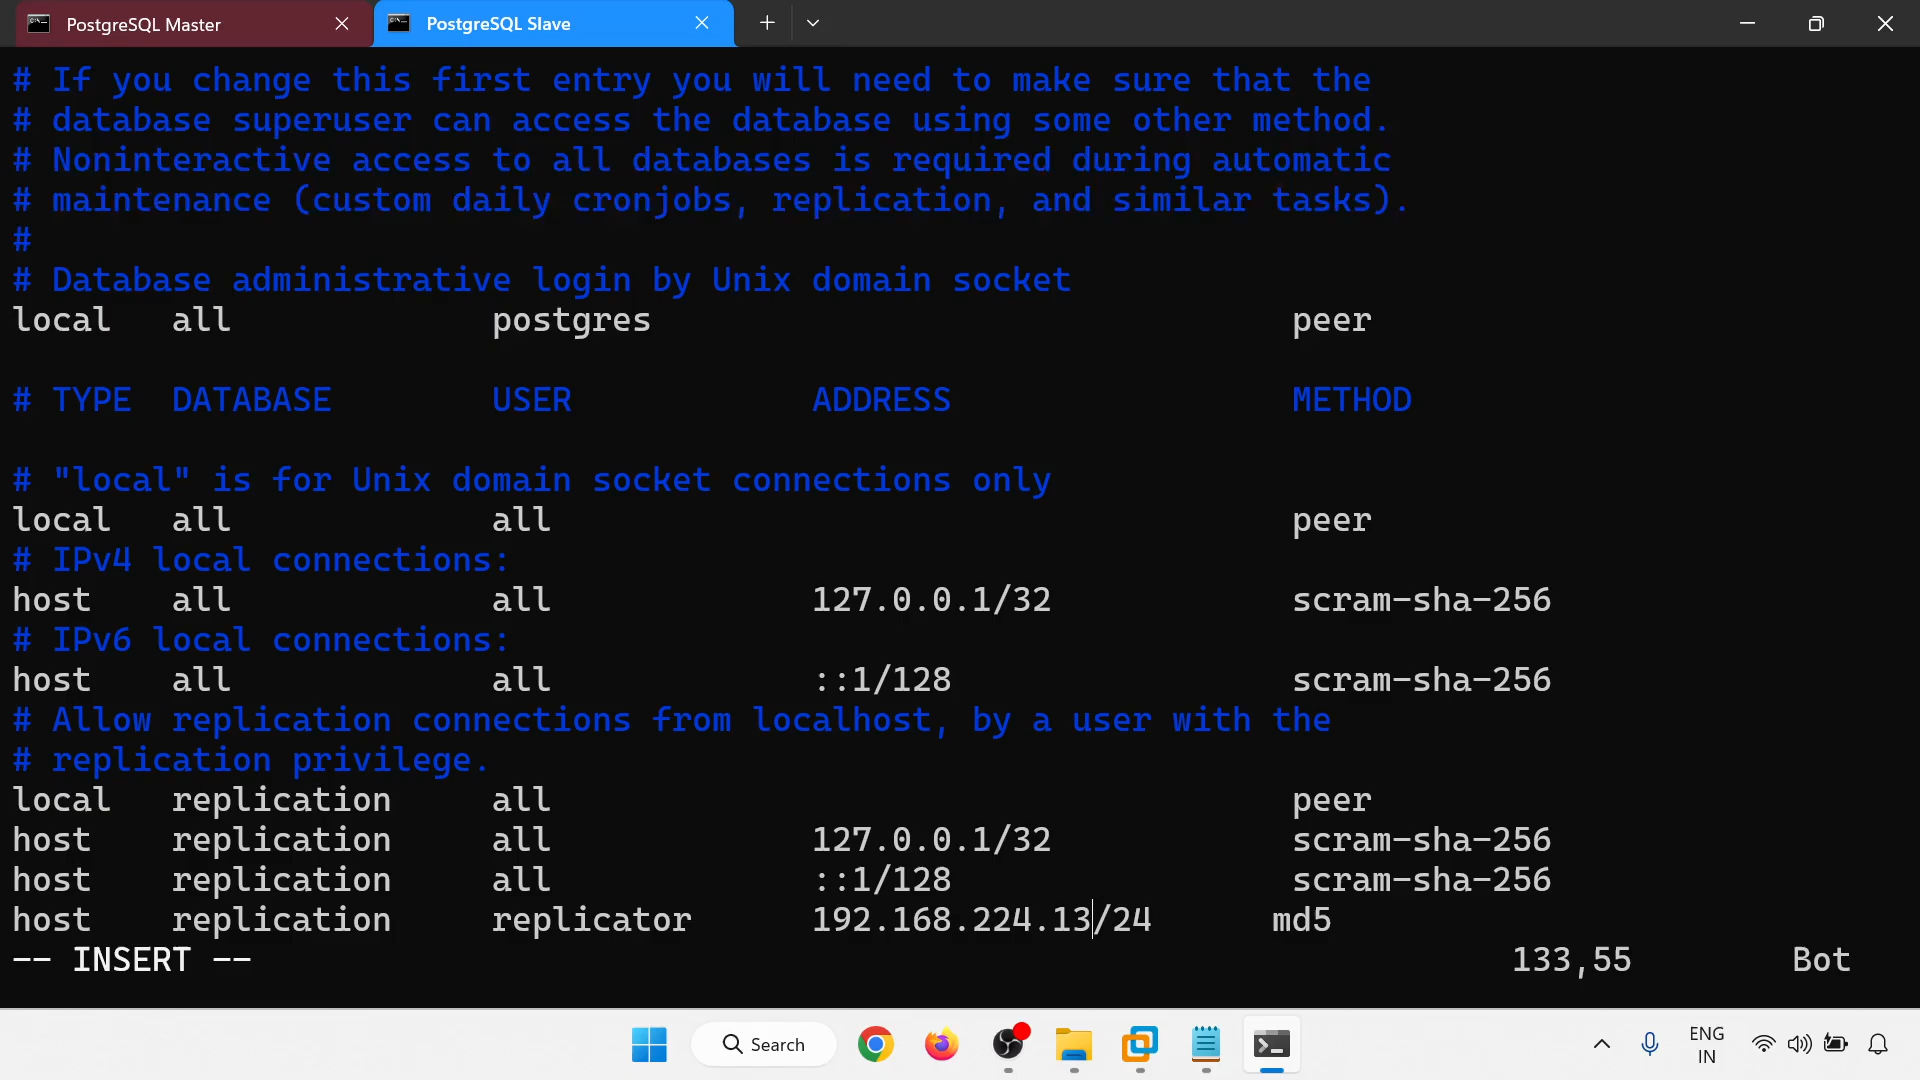 PostgreSQL Master
PostgreSQL Slave
# If you change this first entry you will need to make sure that the
# database superuser can access the database using some other method.
# Noninteractive access to all databases is required during automatic
# maintenance (custom daily cronjobs, replication, and similar tasks).
#
# Database administrative login by Unix domain socket
local   all             postgres                                peer
# TYPE  DATABASE        USER            ADDRESS                 METHOD
# "local" is for Unix domain socket connections only
local   all             all                                     peer
# IPv4 local connections:
host    all             all             127.0.0.1/32            scram-sha-256
# IPv6 local connections:
host    all             all             ::1/128                 scram-sha-256
# Allow replication connections from localhost, by a user with the
# replication privilege.
local   replication     all                                     peer
host    replication     all             127.0.0.1/32            scram-sha-256
host    replication     all             ::1/128                 scram-sha-256
host    replication     replicator      192.168.224.13/24      md5
-- INSERT --                                                               133,55        Bot
Search
ENG
IN